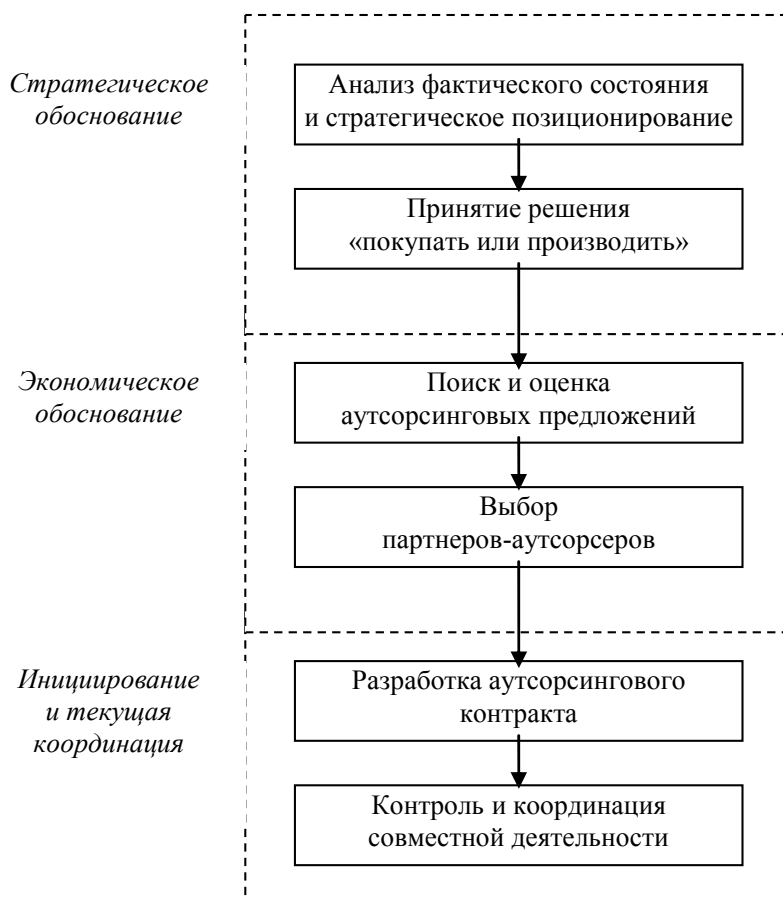 Стратегическое
обоснование
Анализ фактического состояния
и стратегическое позиционирование
Принятие решения
«покупать или производить»
Экономическое
обоснование
Поиск и оценка
аутсорсинговых предложений
Выбор
партнеров-аутсорсеров
Инициирование
и текущая
координация
Разработка аутсорсингового
контракта
Контроль и координация
совместной деятельности